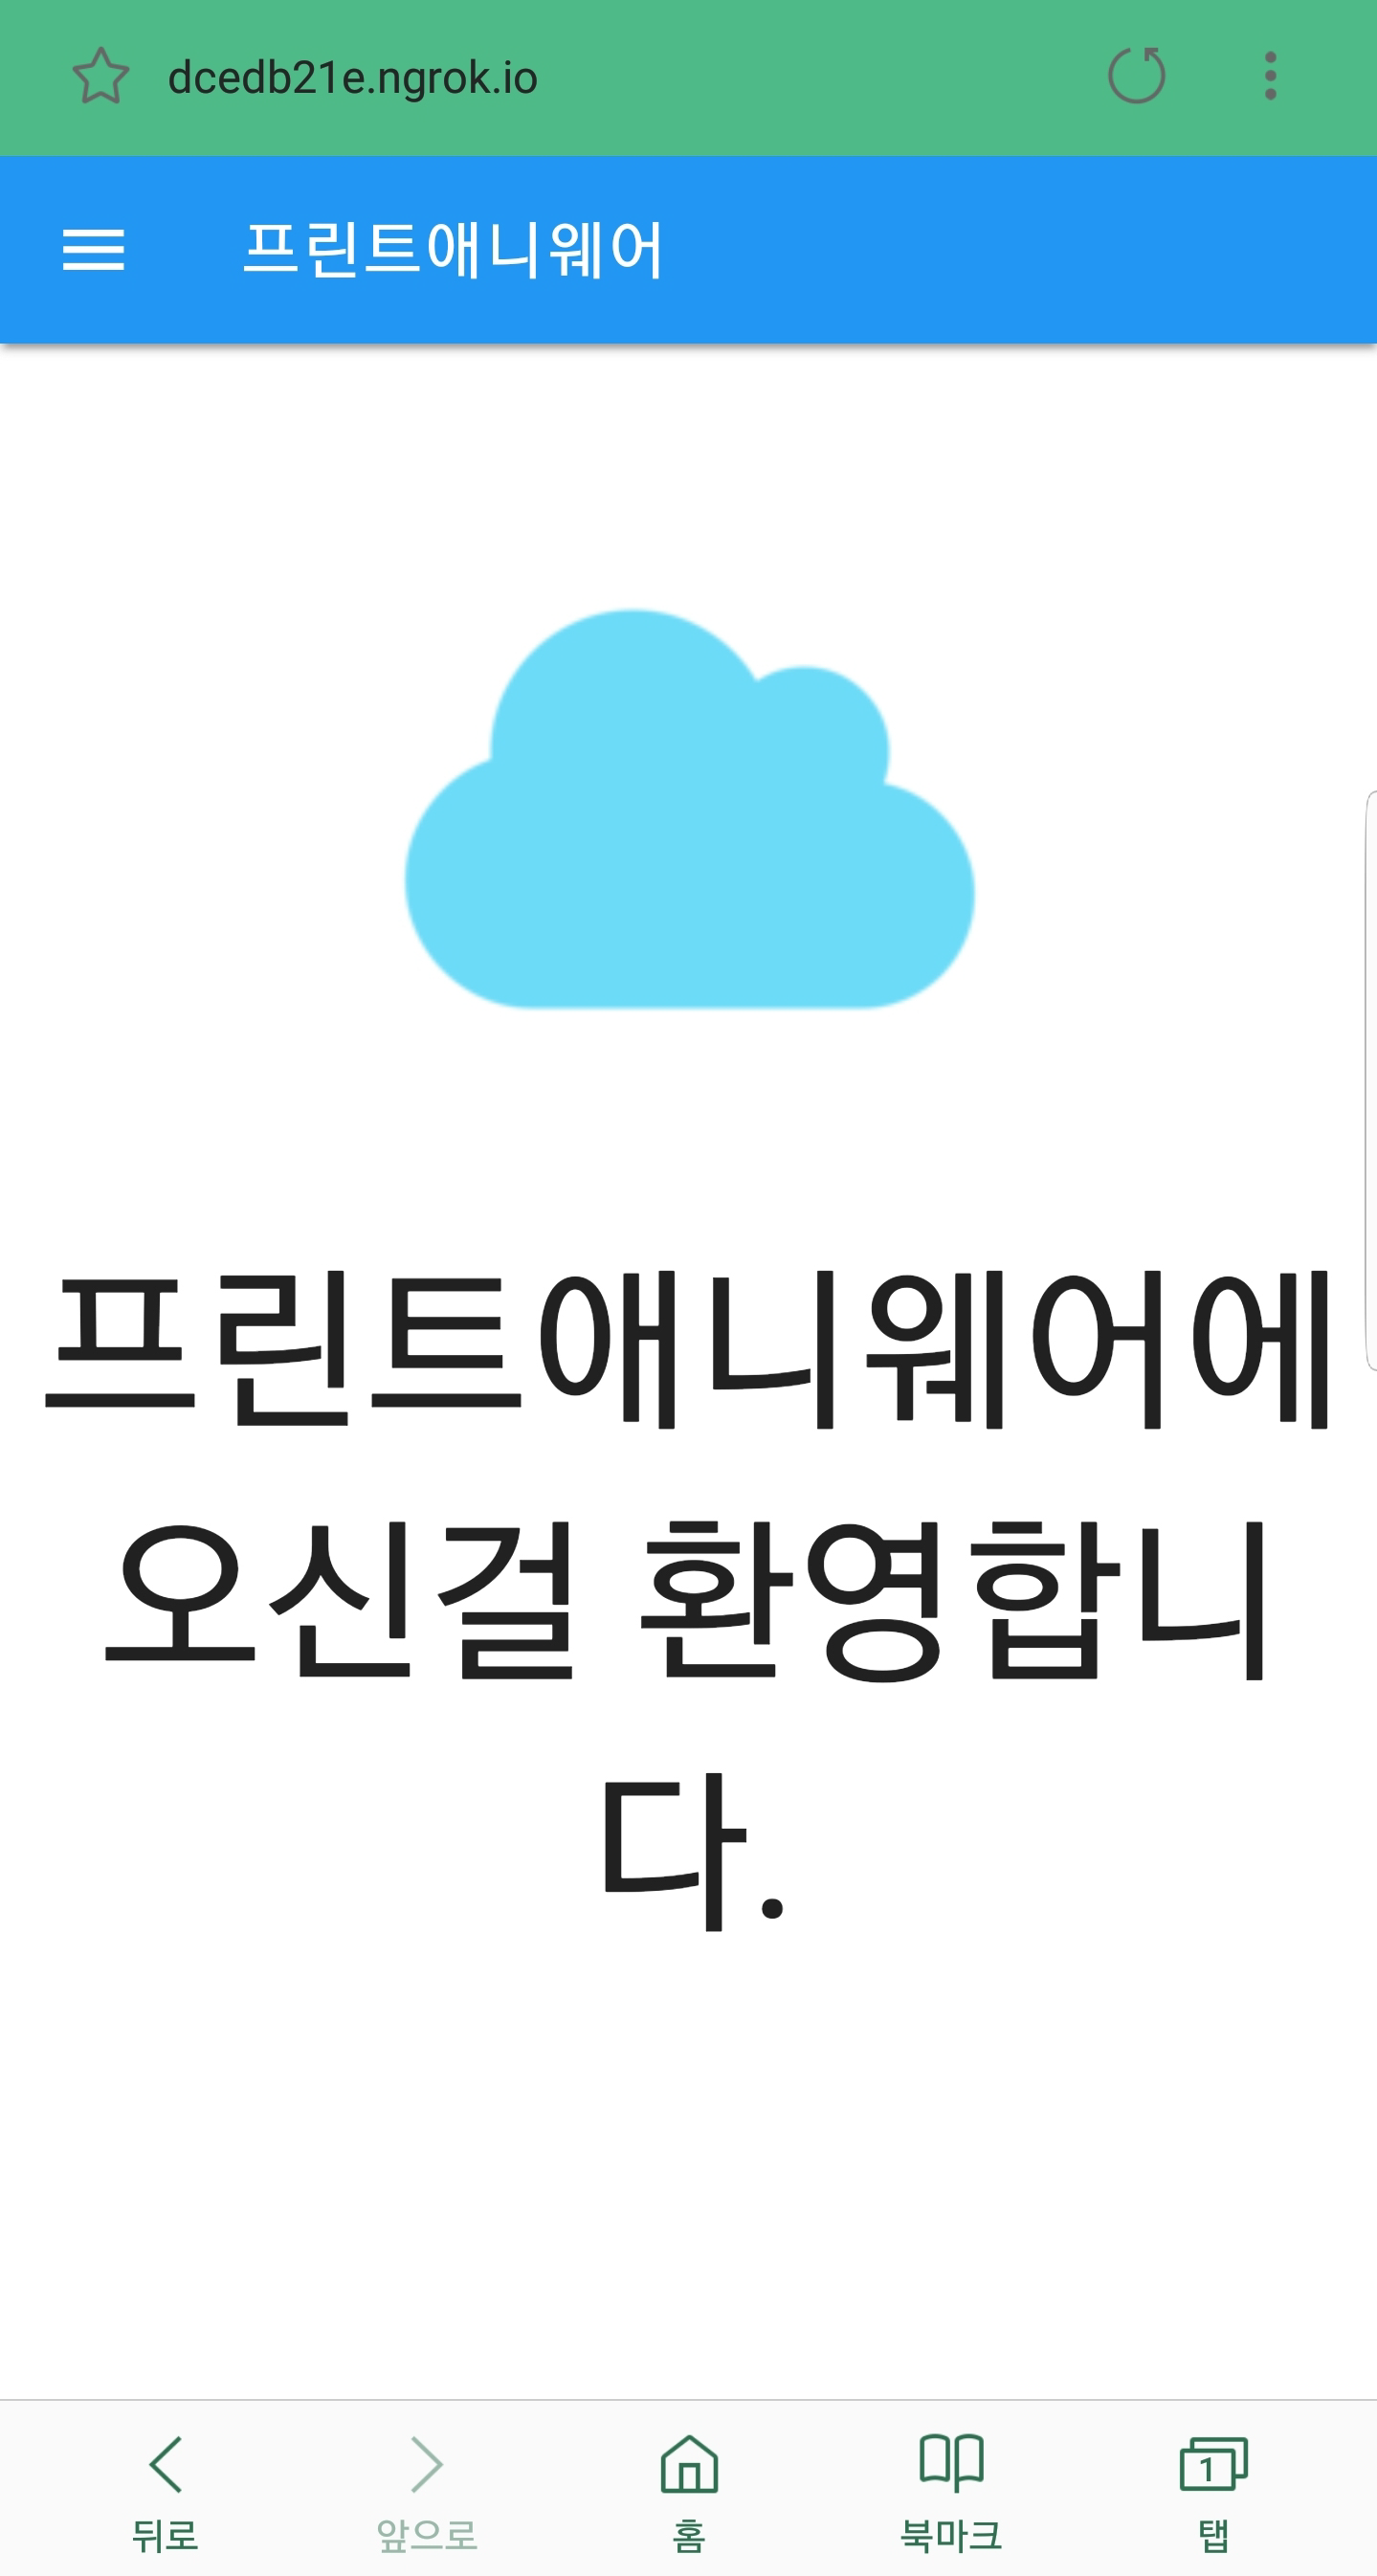 dcedb21e.ngrok.io
프린트애니웨어
프린트애니웨어에
오신걸 환영합니
다.
1
뒤로 앞으로 홈 북마크 탭